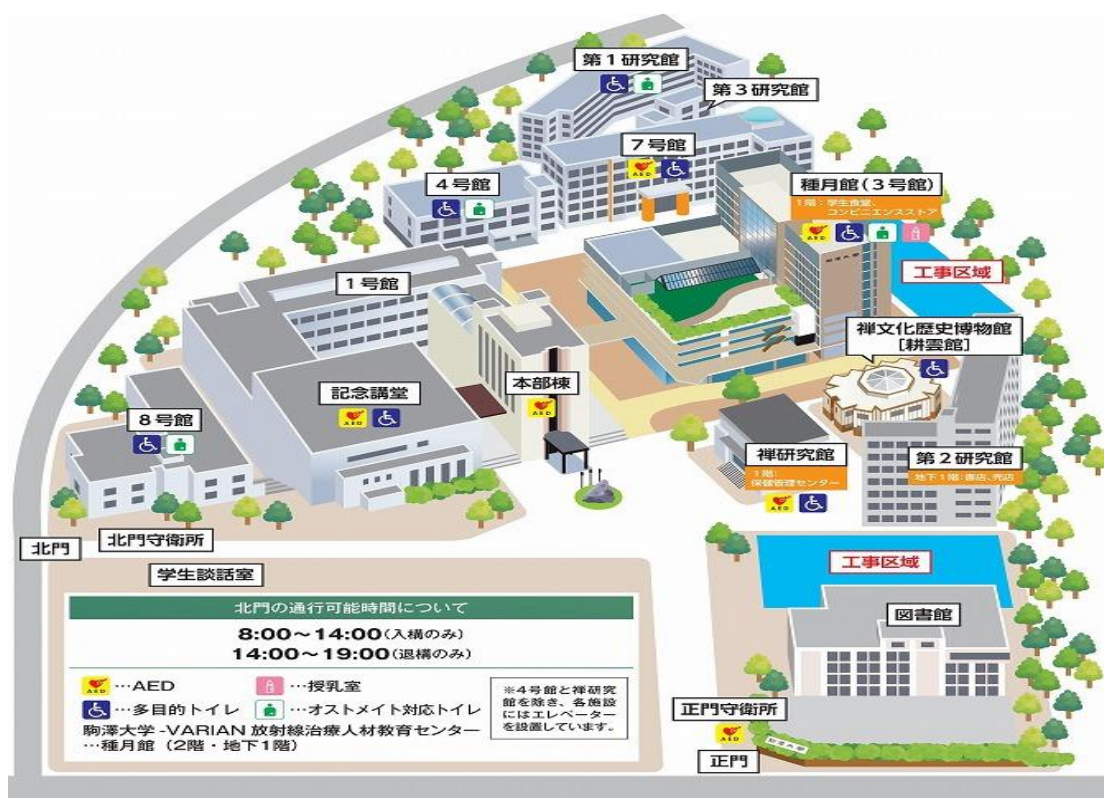 第1研究館
第3研究館
7号館
AED
4号館
種月館(3号館)
1階:学生食堂、
コンビニエンスストア
AED
工事区域
1号館
禅文化歴史博物館
[耕雲館]
本部棟
AED
記念講堂
AED
8号館
禅研究館
1階:
保健管理センター
AED
第2研究館
地下1階:書店、売店
北門
北門守衛所
学生談話室
工事区域
図書館
北門の通行可能時間について
8:00~14:00(入構のみ)
14:00~19:00(退構のみ)
AED …AED
…授乳室
…多目的トイレ
…オストメイト対応トイレ
駒澤大学-VARIAN 放射線治療人材教育センター
…種月館(2階・地下1階)
※4号館と禅研究
館を除き、各施設
にはエレベーター
を設置しています。
正門守衛所
AED
正門